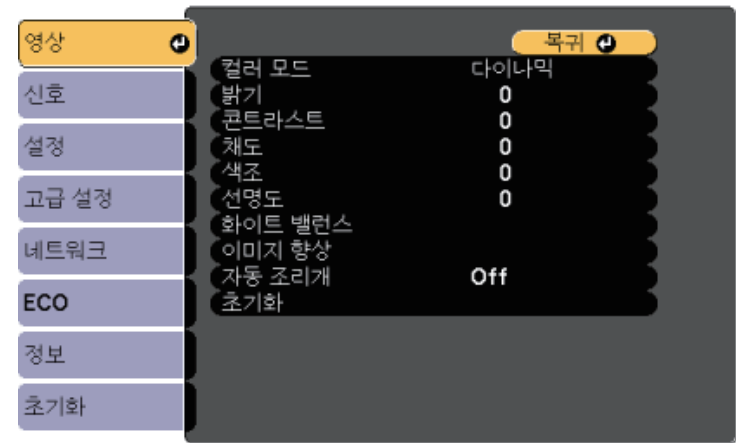 영상
신호
설정
고급 설정
네트워크
ECO
정보
초기화
복귀
컬러 모드 다이나믹
밝기 0
콘트라스트 0
채도 0
색조 0
선명도 0
화이트 밸런스
이미지 향상
자동 조리개 Off
초기화